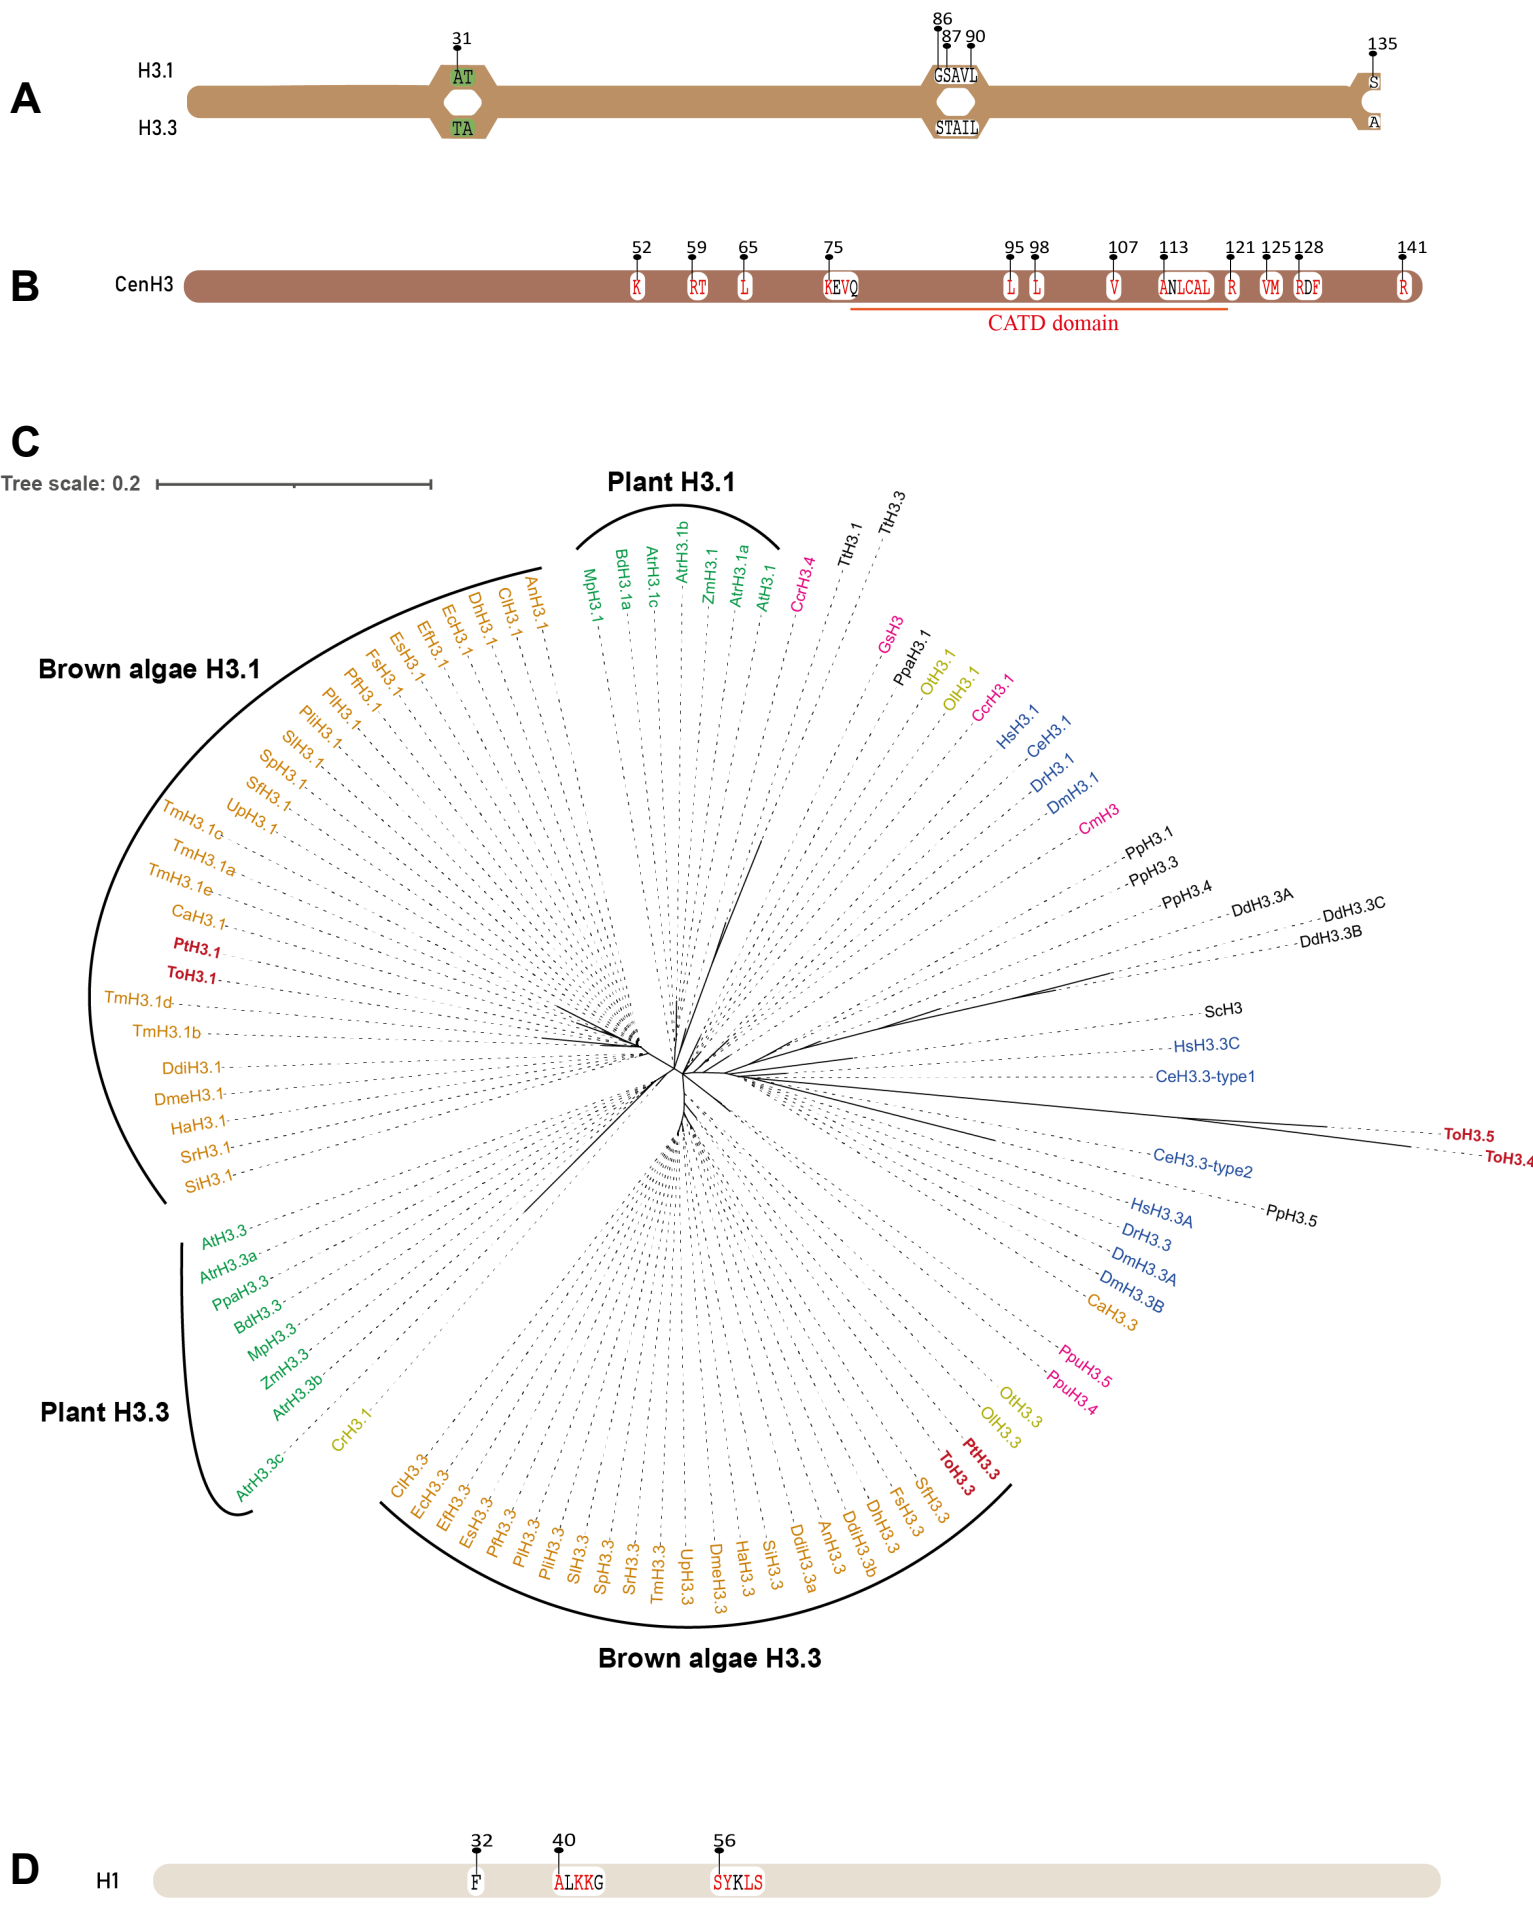 A
31
86
87 90
135
H3.1
AT
GSAVL
S
H3.3
TA
STAIL
A
B
CenH3
52
59
65
75
95 98
107
113
121 125 128
141
K
RT
L
KEVQ
L
L
V
ANLCAL
R
VM
RDF
R
CATD domain
C
Tree scale: 0.2
Plant H3.1
Brown algae H3.1
MpH3.1
BdH3.1a
AtrH3.1c
AtrH3.1b
ZmH3.1
AtrH3.1a
AtH3.1
CcrH3.4
TtH3.1
TtH3.3
GsH3
PpaH3.1
OtH3.1
OlH3.1
CcrH3.1
HsH3.1
CeH3.1
DrH3.1
DmH3.1
CmH3
PpH3.1
PpH3.3
PpH3.4
DdH3.3A
DdH3.3C
DdH3.3B
ScH3
HsH3.3C
CeH3.3-type1
ToH3.5
ToH3.4
CeH3.3-type2
PpH3.5
HsH3.3A
DrH3.3
DmH3.3A
DmH3.3B
CaH3.3
PpuH3.5
PpuH3.4
OtH3.3
OlH3.3
PtH3.3
ToH3.3
SfH3.3
FsH3.3
DhH3.3
DdiH3.3b
AnH3.3
DdiH3.3a
SiH3.3
HaH3.3
DmeH3.3
UpH3.3
TmH3.3
SrH3.3
SpH3.3
SlH3.3
PliH3.3
PlH3.3
PfH3.3
EsH3.3
EfH3.3
EcH3.3
ClH3.3
Brown algae H3.3
CrH3.1
AtrH3.3c
AtrH3.3b
ZmH3.3
MpH3.3
BdH3.3
PpaH3.3
AtrH3.3a
AtH3.3
Plant H3.3
SiH3.1
SrH3.1
HaH3.1
DmeH3.1
DdiH3.1
TmH3.1b
TmH3.1d
ToH3.1
PtH3.1
CaH3.1
TmH3.1e
TmH3.1a
TmH3.1c
UpH3.1
SfH3.1
SpH3.1
SlH3.1
PliH3.1
PlH3.1
PfH3.1
FsH3.1
EsH3.1
EfH3.1
EcH3.1
DhH3.1
ClH3.1
AnH3.1
D
H1
32
40
56
F
ALKKG
SYKLS